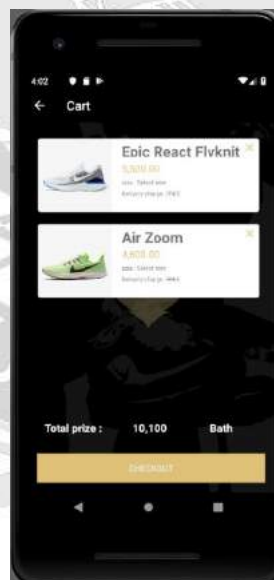 4:02
Cart
Epic React Flyknit
5,500.00
Air Zoom
4,600.00
Total prize : 10,100 Bath
CHECKOUT